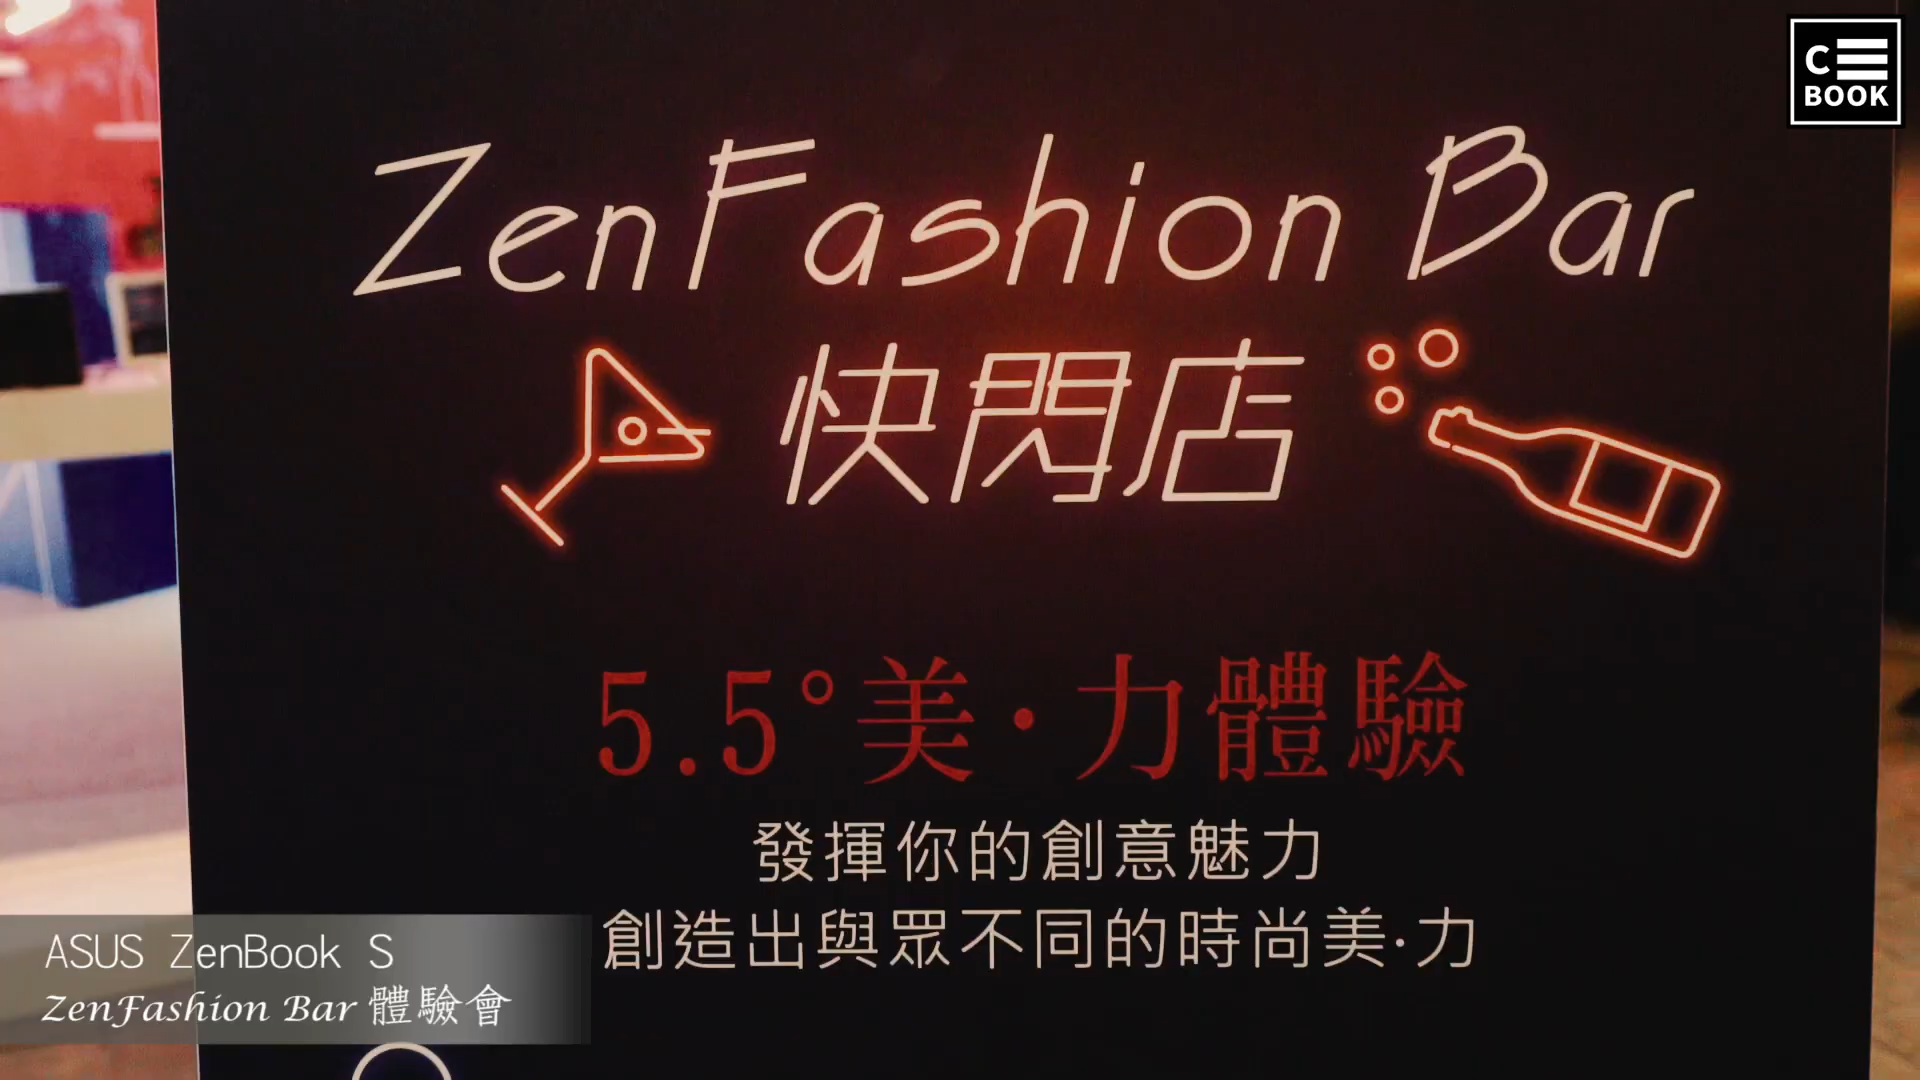 C BOOK
ZenFashion Bar
快閃店
5.5°美·力體驗
發揮你的創意魅力
創造出與眾不同的時尚美·力
ASUS ZenBook S
ZenFashion Bar 體驗會